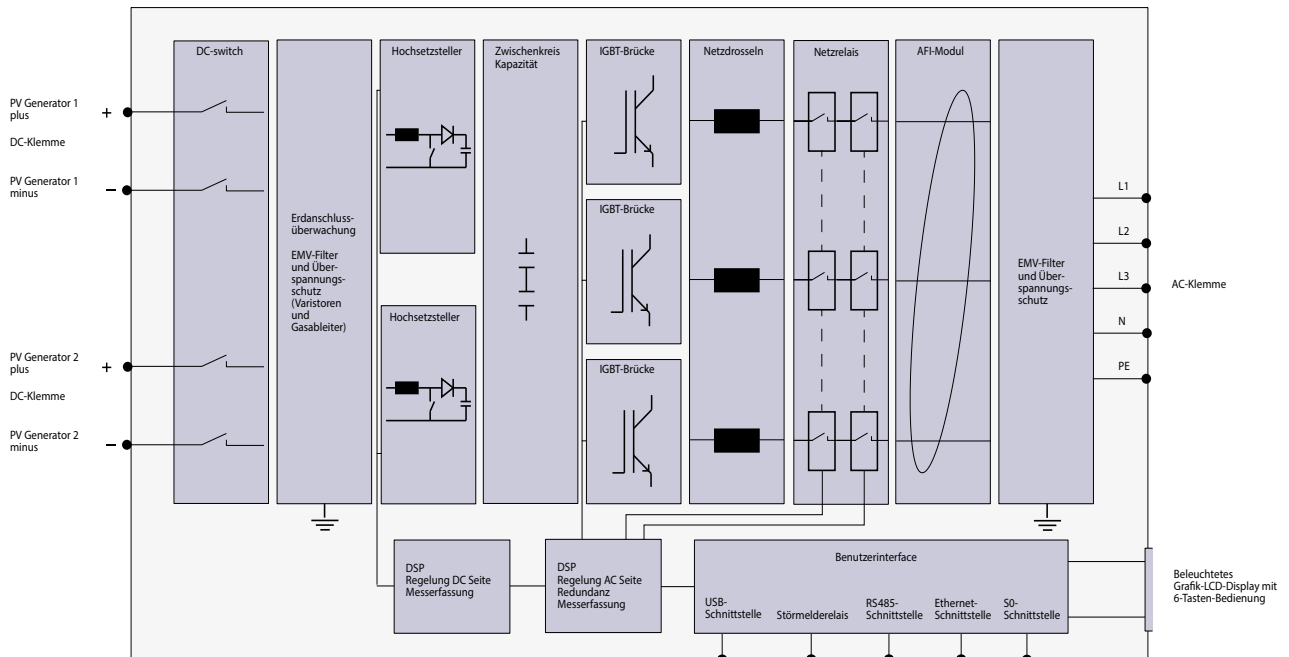 DC-switch
Hochsetzsteller
Zwischenkreis
Kapazität
IGBT-Brücke
Netzdrosseln
Netzrelais
AFI-Modul
PV Generator 1
plus
+
DC-Klemme
PV Generator 1
minus
–
Erdanschluss-
überwachung
EMV-Filter
und Über-
spannungs-
schutz
(Varistoren
und
Gasableiter)
IGBT-Brücke
EMV-Filter
und Über-
spannungs-
schutz
L1
L2
L3
N
PE
AC-Klemme
Hochsetzsteller
IGBT-Brücke
PV Generator 2
plus
+
DC-Klemme
PV Generator 2
minus
–
DSP
Regelung DC Seite
Messerfassung
DSP
Regelung AC Seite
Redundanz
Messerfassung
Benutzerinterface
USB-
Schnittstelle
Störmelderelais
RS485-
Schnittstelle
Ethernet-
Schnittstelle
S0-
Schnittstelle
Beleuchtetes
Grafik-LCD-Display mit
6-Tasten-Bedienung